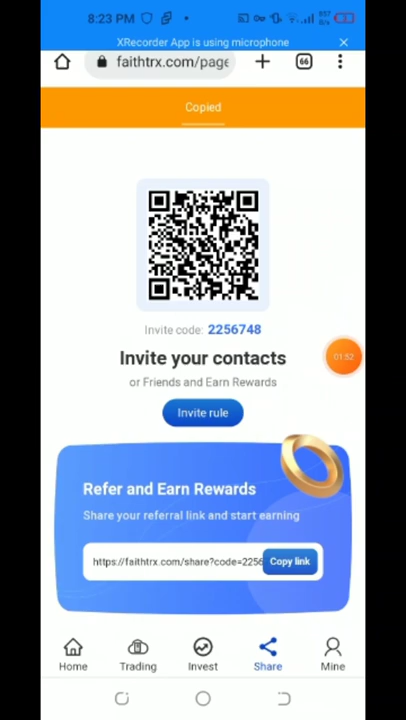 8:23 PM
XRecorder App is using microphone
faithtrx.com/page
66
Copied
Invite code: 2256748
Invite your contacts
or Friends and Earn Rewards
Invite rule
01:52
Refer and Earn Rewards
Share your referral link and start earning
https://faithtrx.com/share?code=2256
Copy link
Home
Trading
Invest
Share
Mine